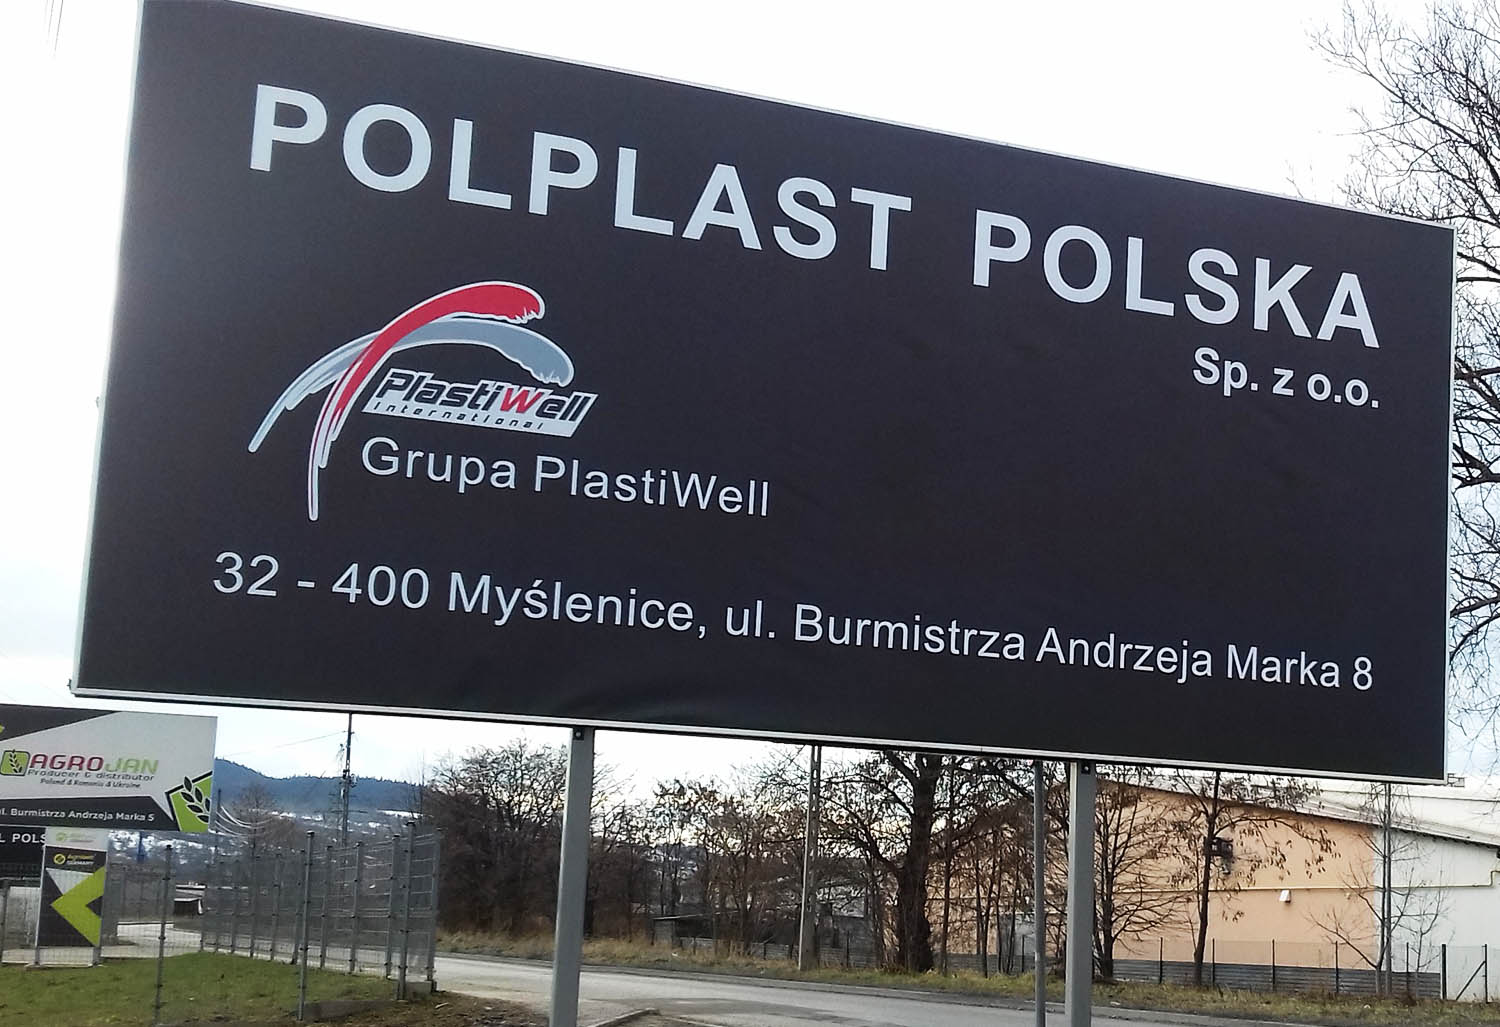 POLPLAST POLSKA
Sp. z o.o.
PlastiWell
International
Grupa PlastiWell
32 - 400 Myślenice, ul. Burmistrza Andrzeja Marka 8
AGROJAN
Producer & distributor
Poland & Romania & Ukraine
ul. Burmistrza Andrzeja Marka 5
L POLS